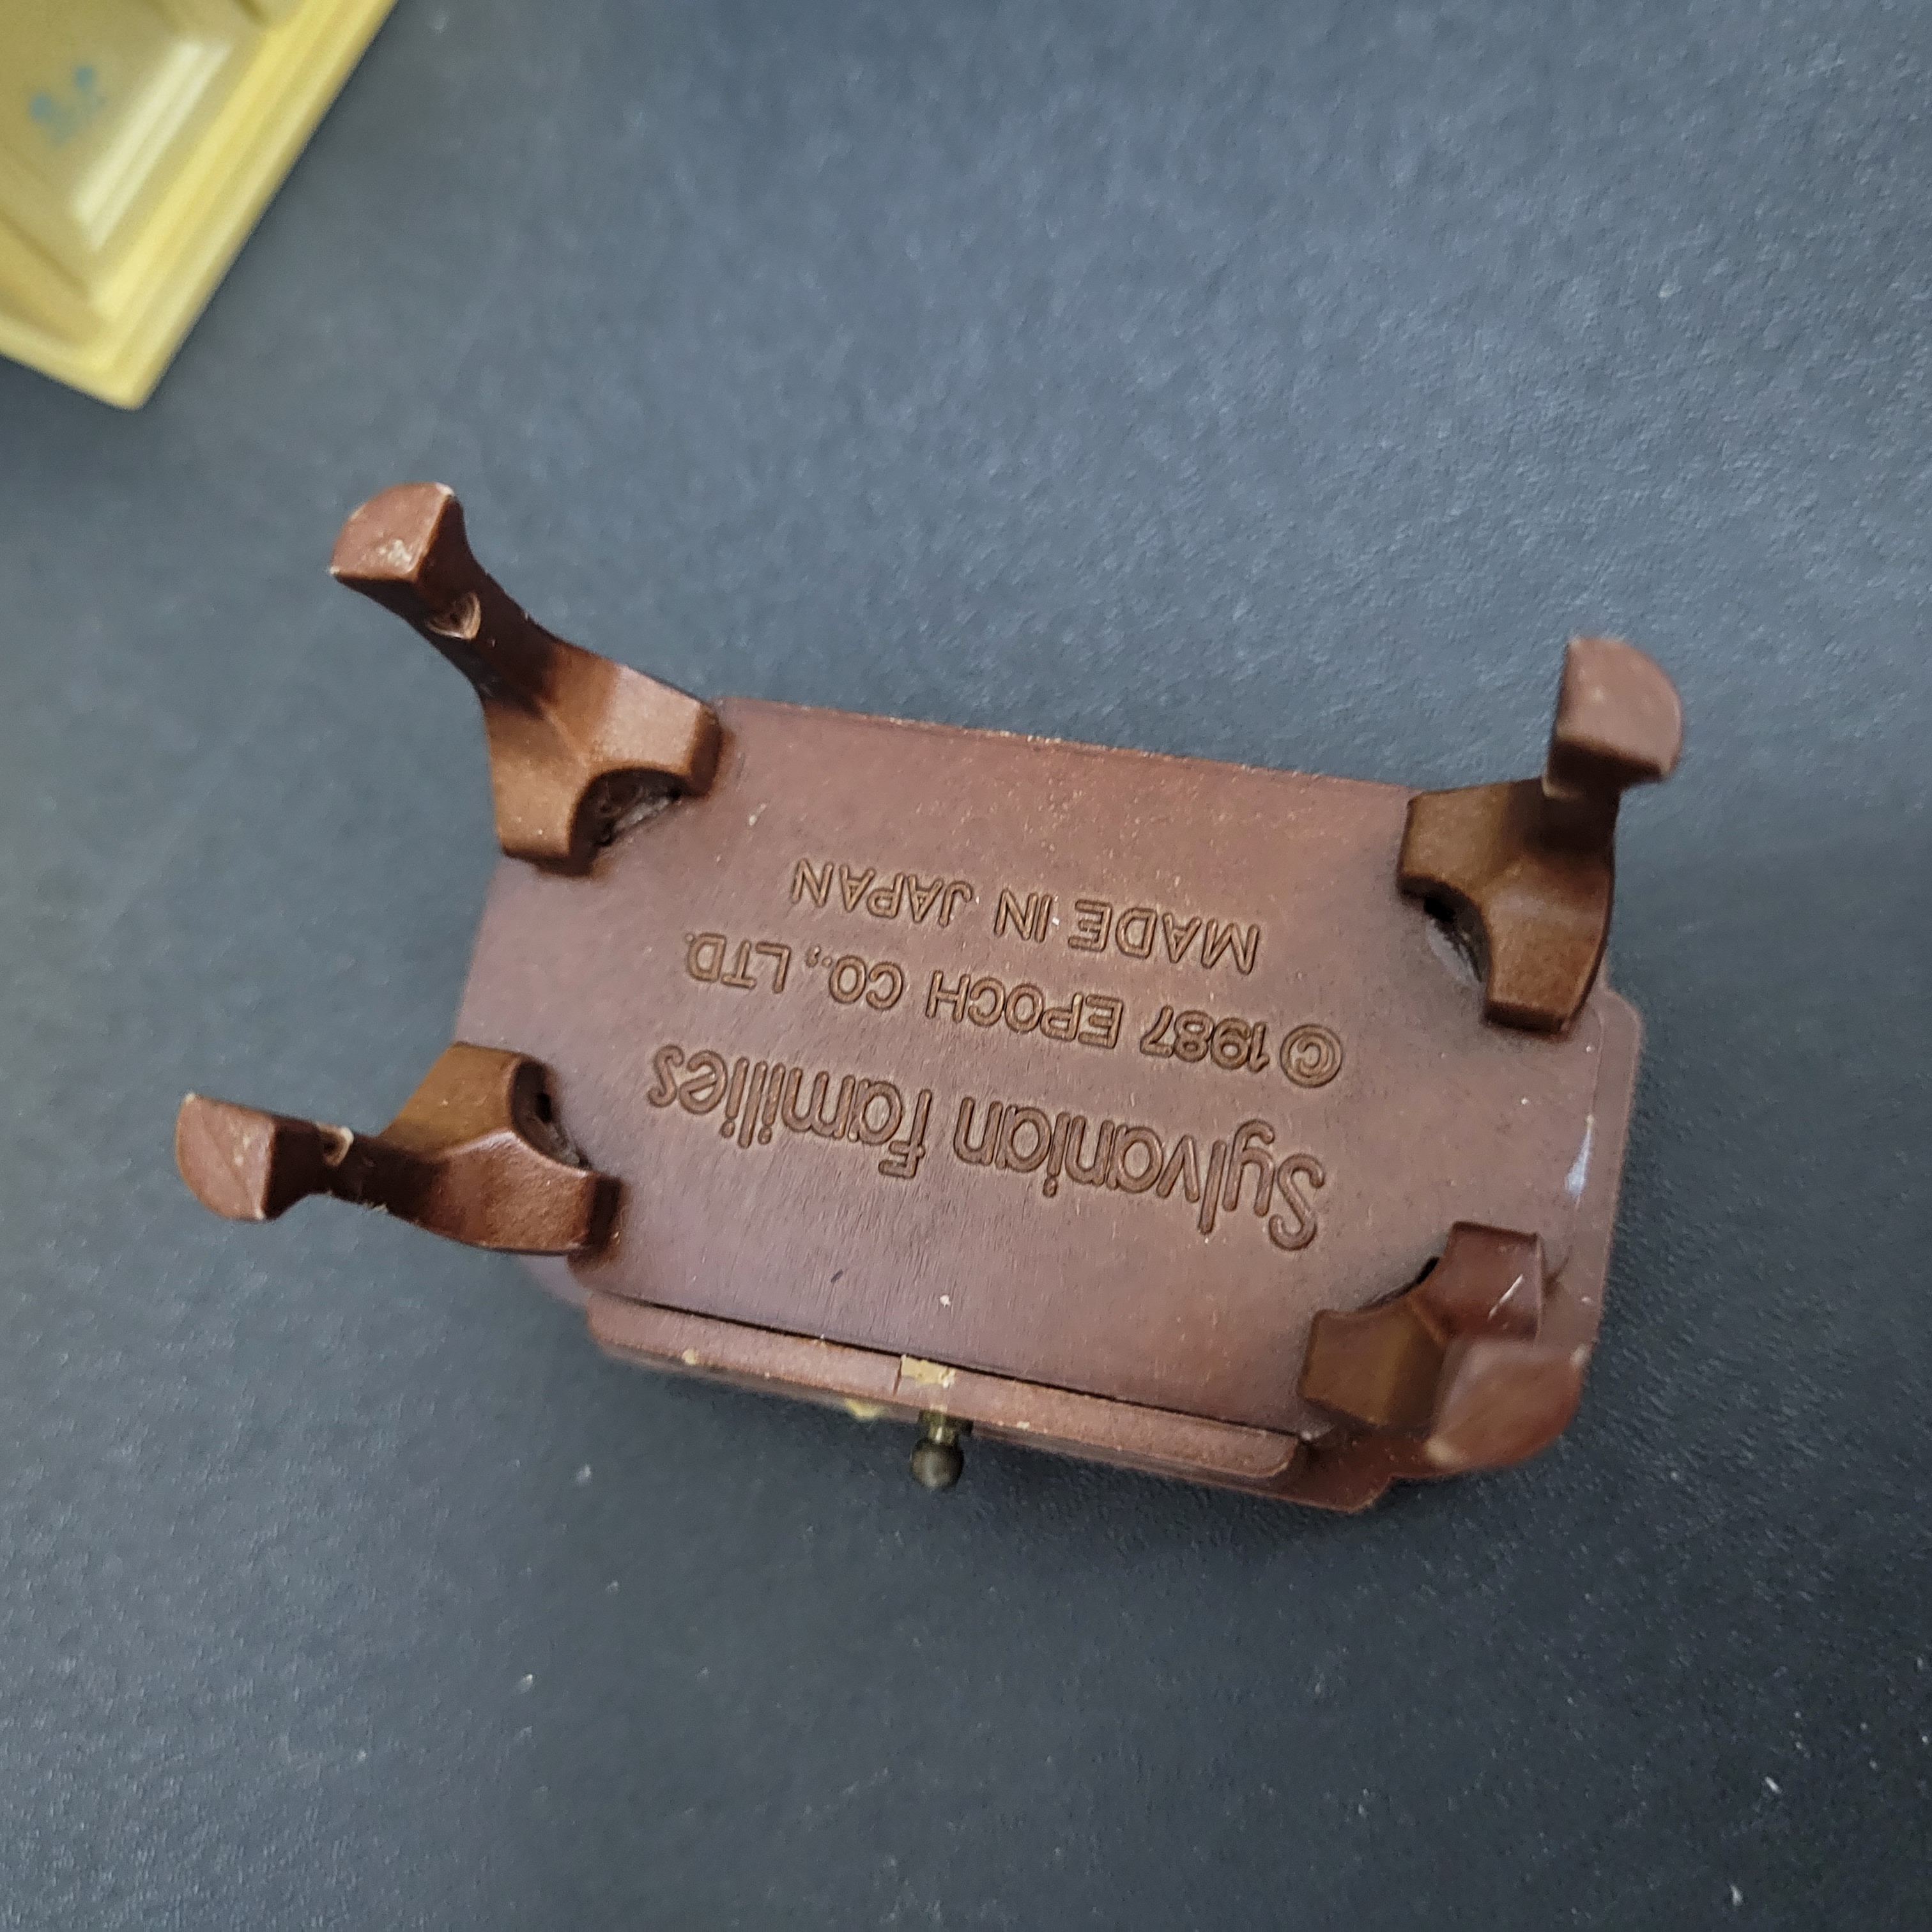 Sylvanian Families
©1987 EPOCH CO., LTD.
MADE IN JAPAN